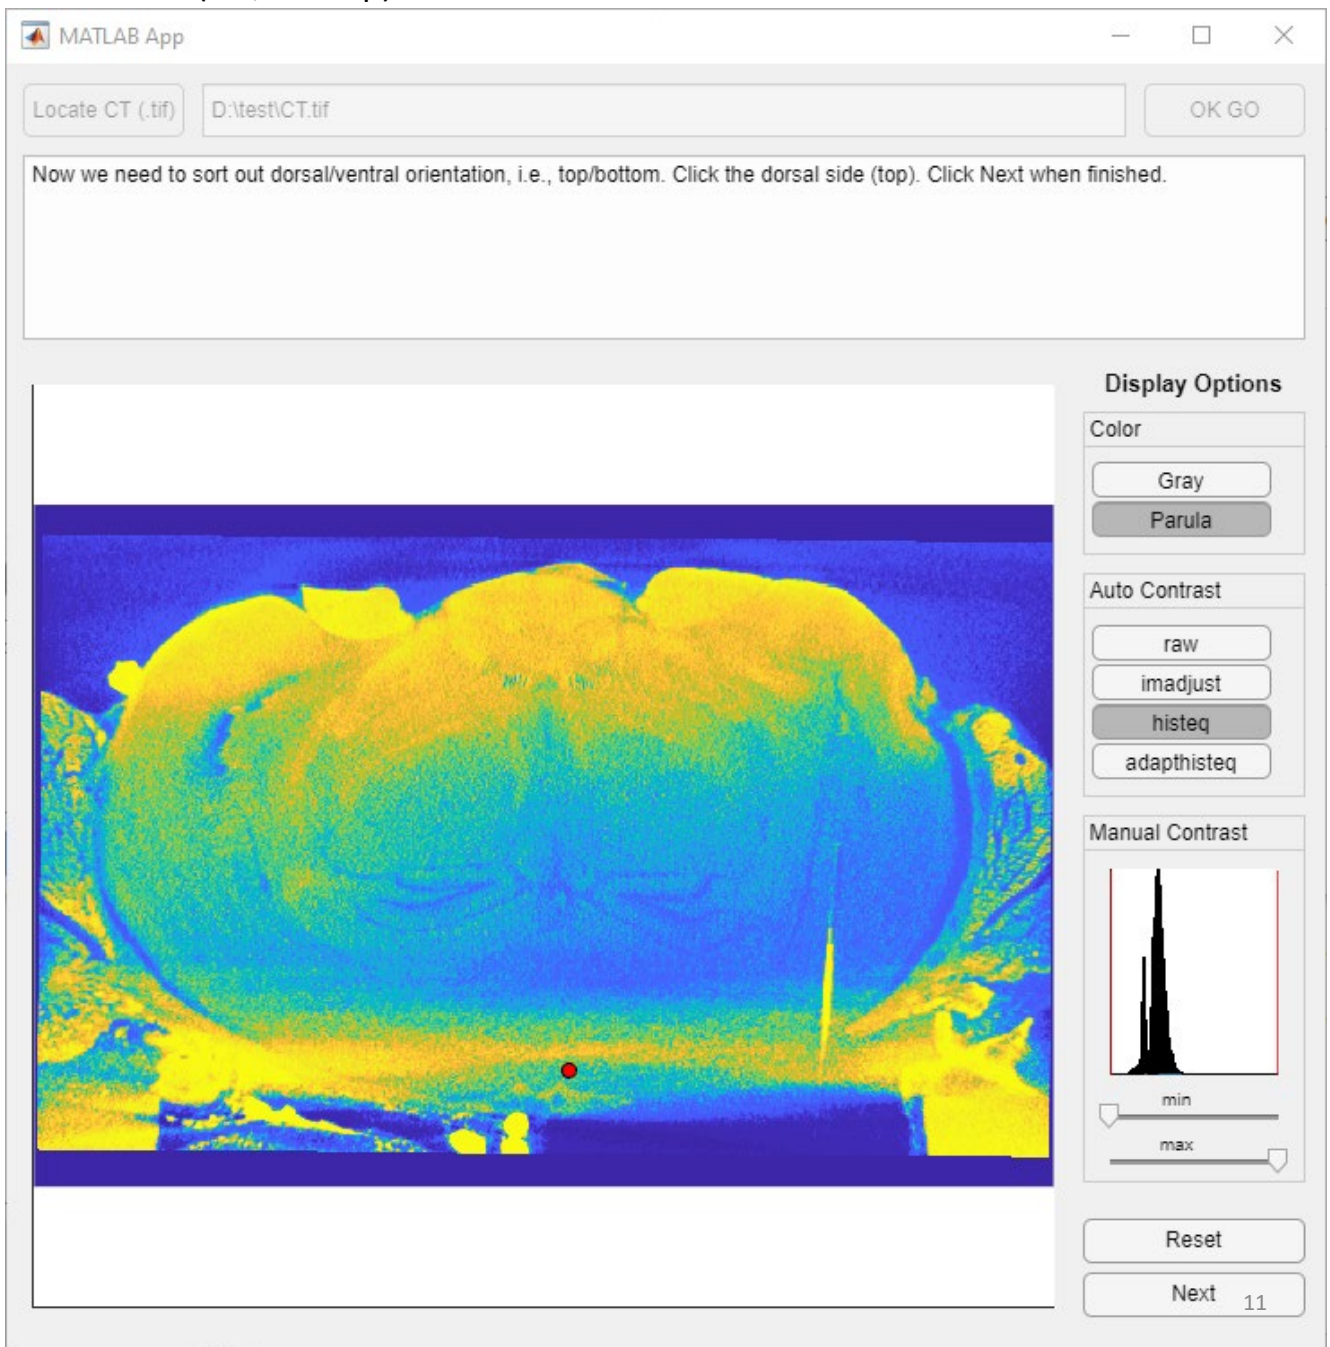 MATLAB App
Locate CT (.tif) D:\test\CT.tif OK GO
Now we need to sort out dorsal/ventral orientation, i.e., top/bottom. Click the dorsal side (top). Click Next when finished.
Display Options
Color
Gray
Parula
Auto Contrast
raw
imadjust
histeq
adapthisteq
Manual Contrast
min
max
Reset
Next
11